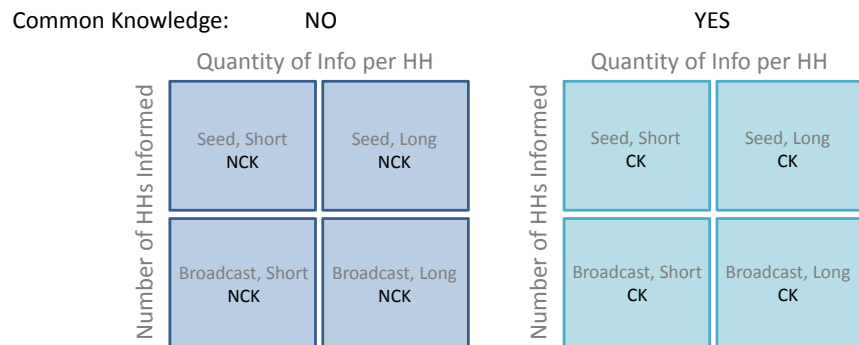 Common Knowledge: NO YES
Quantity of Info per HH Quantity of Info per HH
Number of HHs Informed
Seed, Short
NCK
Seed, Long
NCK
Broadcast, Short
NCK
Broadcast, Long
NCK
Number of HHs Informed
Seed, Short
CK
Seed, Long
CK
Broadcast, Short
CK
Broadcast, Long
CK